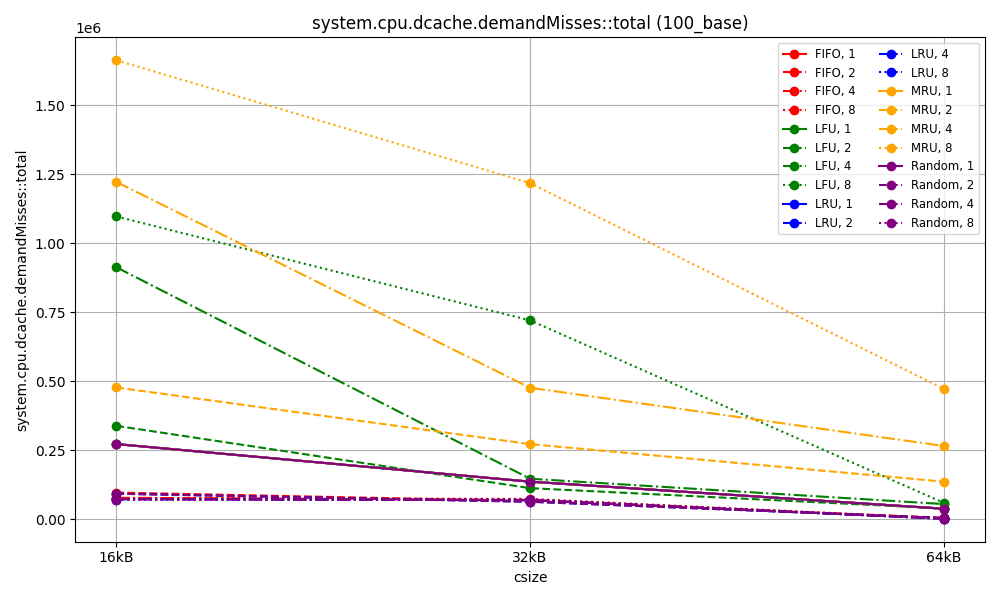 system.cpu.dcache.demandMisses::total (100_base)
1e6
1.50
1.25
1.00
0.75
0.50
0.25
0.00
system.cpu.dcache.demandMisses::total
16kB
32kB
64kB
csize
FIFO, 1
FIFO, 2
FIFO, 4
FIFO, 8
LFU, 1
LFU, 2
LFU, 4
LFU, 8
LRU, 1
LRU, 2
LRU, 4
LRU, 8
MRU, 1
MRU, 2
MRU, 4
MRU, 8
Random, 1
Random, 2
Random, 4
Random, 8